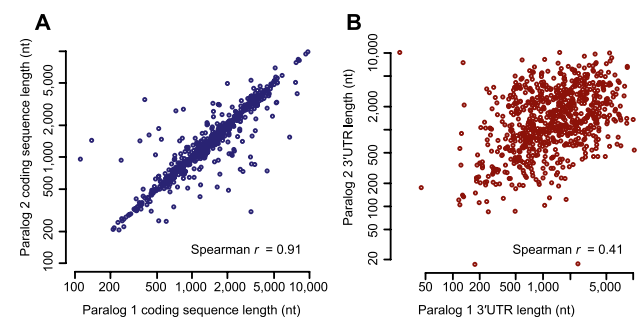 A
Paralog 2 coding sequence length (nt)
5,000
2,000
1,000
500
200
100
Spearman r = 0.91
100 200 500 1,000 2,000 5,000 10,000
Paralog 1 coding sequence length (nt)
B
Paralog 2 3'UTR length (nt)
10,000
2,000
500
200
100
50
20
Spearman r = 0.41
50 100 200 500 1,000 5,000
Paralog 1 3'UTR length (nt)